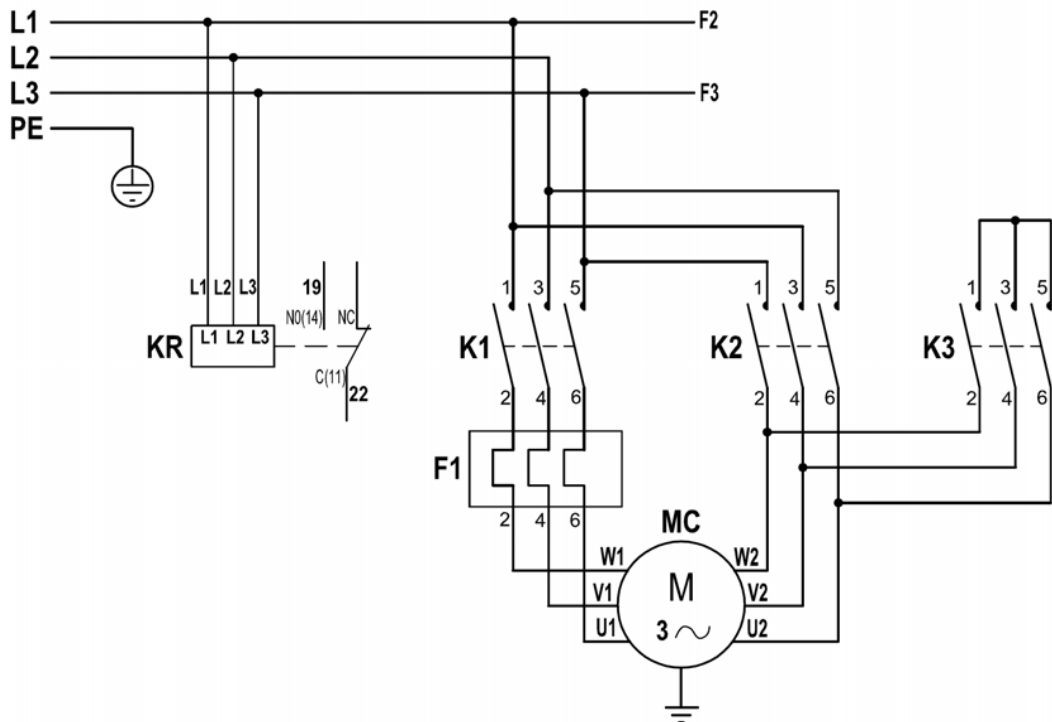 L1 F2
L2
L3 F3
PE
L1 L2 L3 19 1 3 5 1 3 5 1 3 5
N0(14) NC
KR L1 L2 L3 K1 K2 K3
C(11) 22 2 4 6 2 4 6 2 4 6
F1
2 4 6 MC
W1 W2
M
V1 V2
U1 3 U2